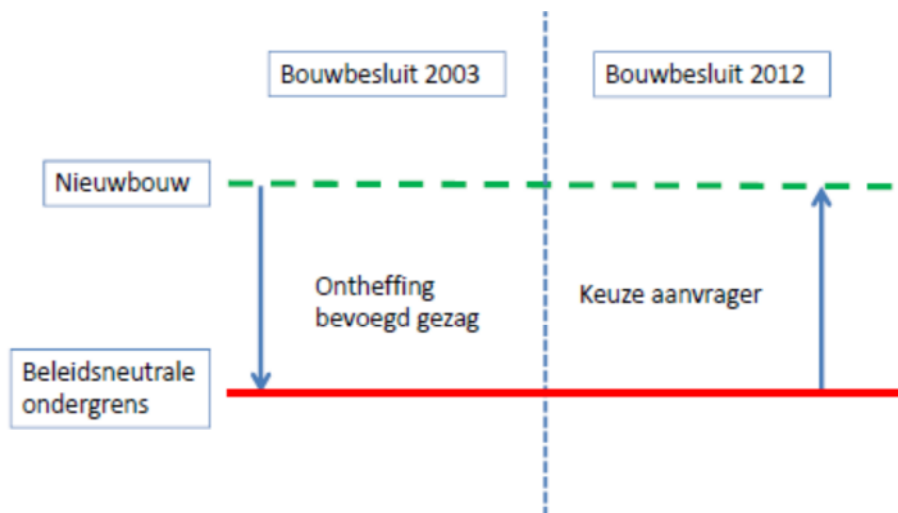 Bouwbesluit 2003
Bouwbesluit 2012
Nieuwbouw
Ontheffing
bevoegd gezag
Keuze aanvrager
Beleidsneutrale
ondergrens